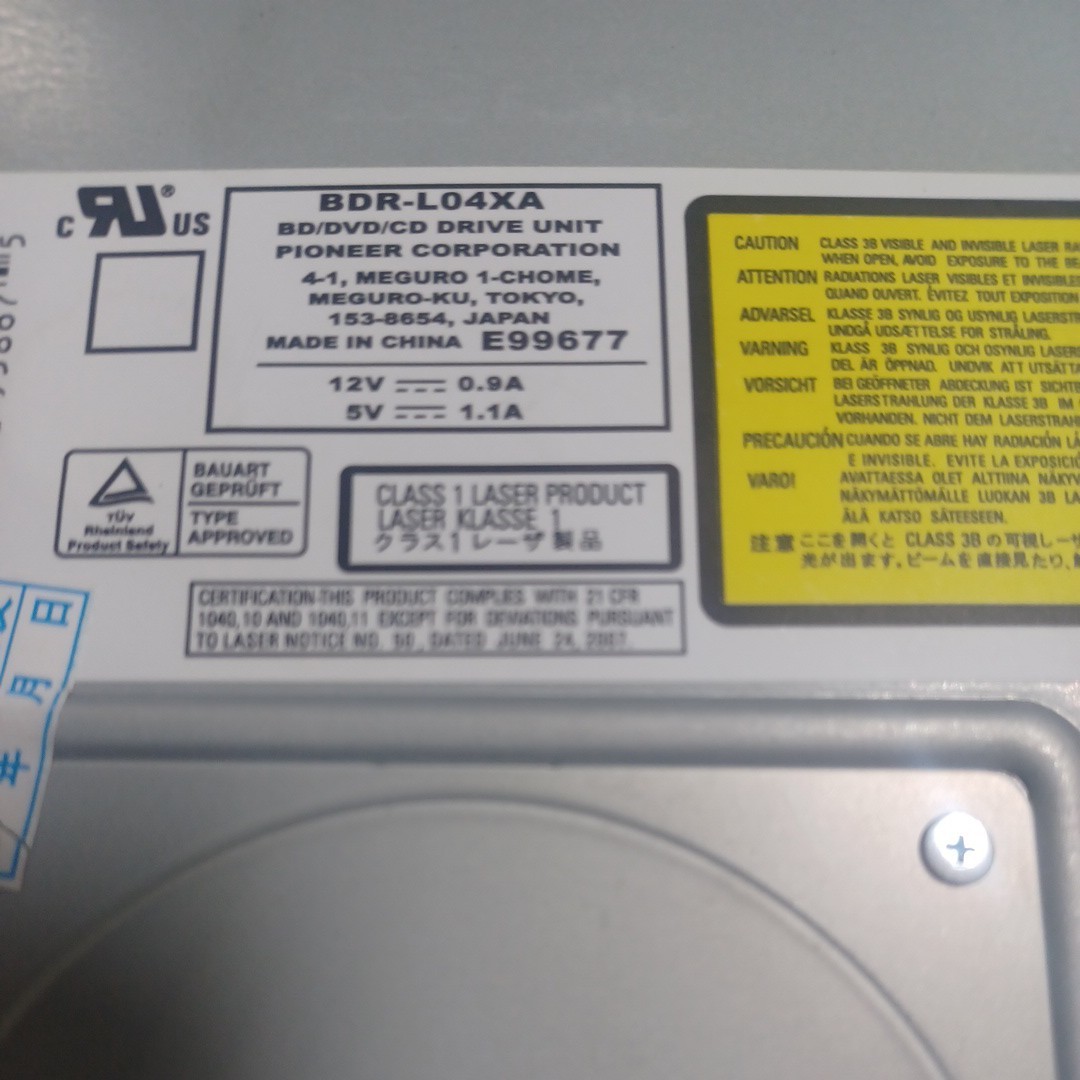 C RU ® US
BDR-L04XA
BD/DVD/CD DRIVE UNIT
PIONEER CORPORATION
4-1, MEGURO 1-CHOME,
MEGURO-KU, TOKYO,
153-8654, JAPAN
MADE IN CHINA E99677
12V 0.9A
5V 1.1A
BAUART
GEPRÜFT
TYPE
APPROVED
TÜV
Rheinland
Product Safety
CLASS 1 LASER PRODUCT
LASER KLASSE 1
クラス1 レーザ製品
CERTIFICATION-THIS PRODUCT COMPLIES WITH 21 CFR
1040.10 AND 1040.11 EXCEPT FOR DEVIATIONS PURSUANT
TO LASER NOTICE NO. 50, DATED JUNE 24, 2007.
CAUTION CLASS 3B VISIBLE AND INVISIBLE LASER
WHEN OPEN, AVOID EXPOSURE TO THE
ATTENTION RADIATIONS LASER VISIBLES ET
QUAND OUVERT. ÉVITEZ TOUT EXPOSITION
ADVARSEL KLASSE 3B SYNLIG OG USYNLIG
UNDGÅ UDSÆTTELSE FOR STRÅLING.
VARNING KLASS 3B SYNLIG OCH OSYNLIG
DEL ÄR ÖPPNAD. UNDVIK ATT
VORSICHT BEI GEÖFFNETER ABDECKUNG IST
LASERSTRAHLUNG DER KLASSE 3B IM
VORHANDEN. NICHT DEM
PRECAUCIÓN CUANDO SE ABRE HAY RADIACIÓN
E INVISIBLE. EVITE LA
VARO! AVATTAESSA OLET ALTTIINA
NÄKYMÄTTÖMÄLLE LUOKAN 3B
ÄLÄ KATSO SÄTEESEEN.
注意 ここを開くと CLASS 3B の可視レーザ
光が出ます。ビームを直接見たり、
日
月
年